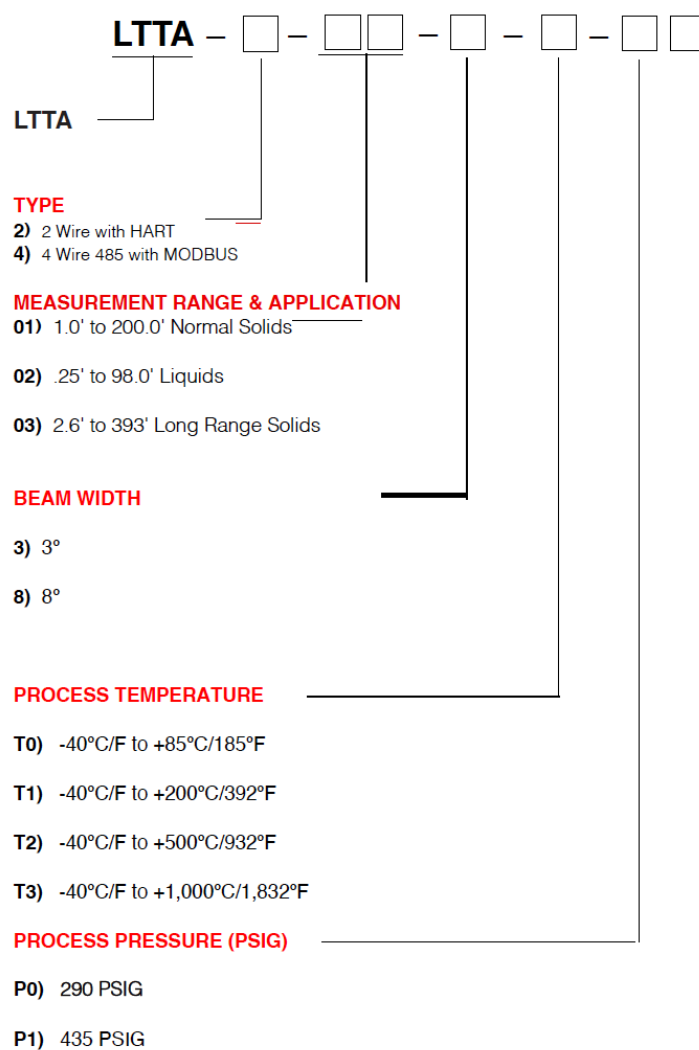 LTTA – □ – □□ – □ – □ – □□
LTTA
TYPE
2) 2 Wire with HART
4) 4 Wire 485 with MODBUS
MEASUREMENT RANGE & APPLICATION
01) 1.0' to 200.0' Normal Solids
02) .25' to 98.0' Liquids
03) 2.6' to 393' Long Range Solids
BEAM WIDTH
3) 3°
8) 8°
PROCESS TEMPERATURE
T0) -40°C/F to +85°C/185°F
T1) -40°C/F to +200°C/392°F
T2) -40°C/F to +500°C/932°F
T3) -40°C/F to +1,000°C/1,832°F
PROCESS PRESSURE (PSIG)
P0) 290 PSIG
P1) 435 PSIG